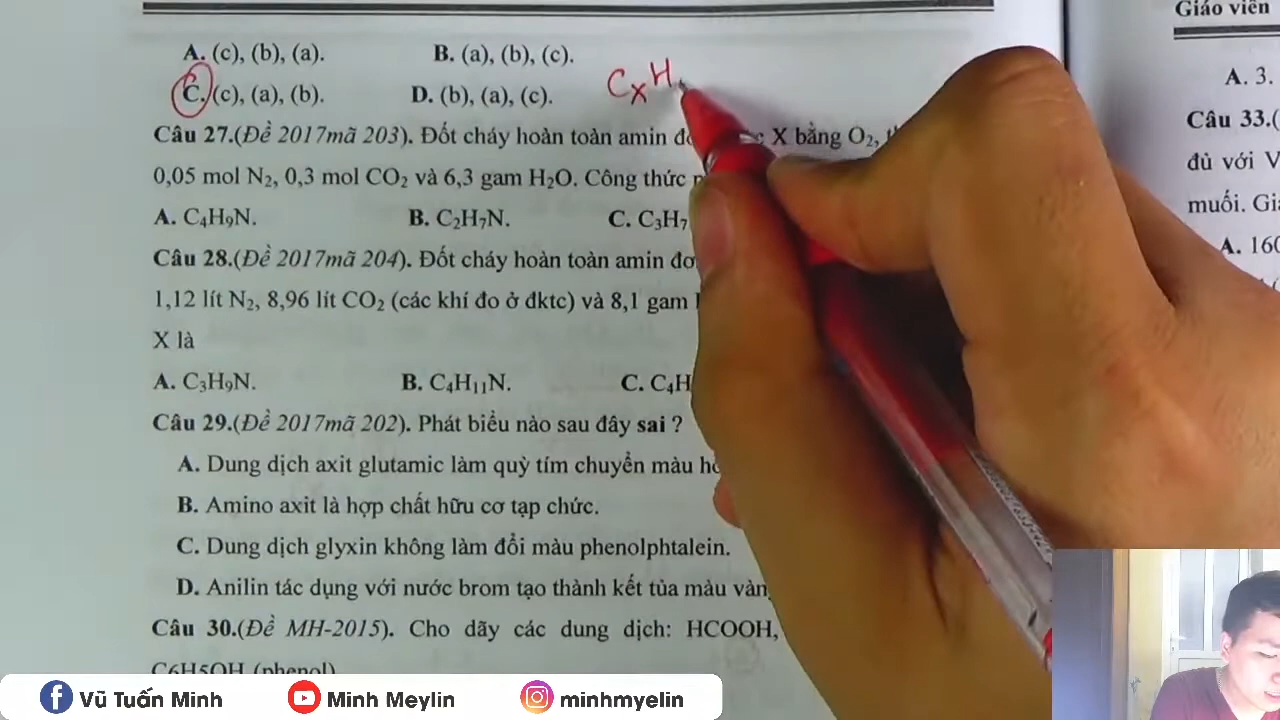 Giáo viên
A. (c), (b), (a). B. (a), (b), (c).
C. (c), (a), (b). D. (b), (a), (c).
CxH
Câu 27.(Đề 2017mã 203). Đốt cháy hoàn toàn amin X bằng O₂,
0,05 mol N₂, 0,3 mol CO₂ và 6,3 gam H₂O. Công thức
A. C₄H₉N. B. C₂H₇N. C. C₃H₇
Câu 28.(Đề 2017mã 204). Đốt cháy hoàn toàn amin đơ
1,12 lít N₂, 8,96 lít CO₂ (các khí đo ở đktc) và 8,1 gam
X là
A. C₃H₉N. B. C₄H₁₁N. C. C₄H
Câu 29.(Đề 2017mã 202). Phát biểu nào sau đây sai ?
A. Dung dịch axit glutamic làm quỳ tím chuyển màu
B. Amino axit là hợp chất hữu cơ tạp chức.
C. Dung dịch glyxin không làm đổi màu phenolphtalein.
D. Anilin tác dụng với nước brom tạo thành kết tủa màu vàn
Câu 30.(Đề MH-2015). Cho dãy các dung dịch: HCOOH,
C₆H₅OH (phenol)
A. 3.
Câu 33.(
đủ với V
muối. Gi
A. 160
Vũ Tuấn Minh
Minh Meylin
minhmyelin